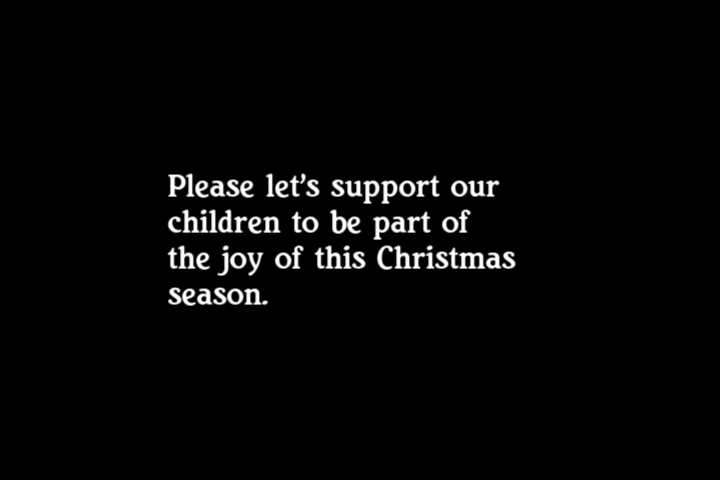 Please let's support our
children to be part of
the joy of this Christmas
season.